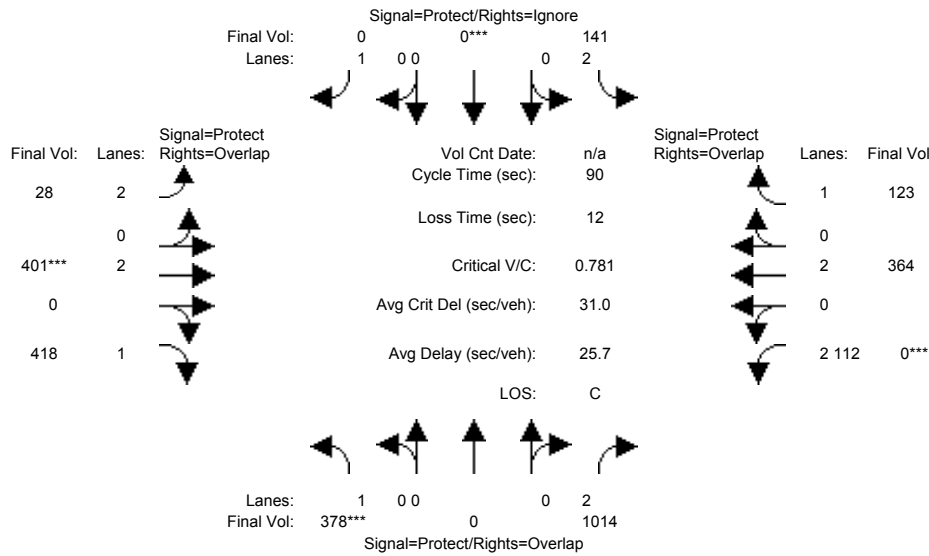 Signal=Protect/Rights=Ignore
Final Vol: 0 0*** 141
Lanes: 1 0 0 0 2
Signal=Protect Signal=Protect
Final Vol: Lanes: Rights=Overlap Vol Cnt Date: n/a Rights=Overlap Lanes: Final Vol
Cycle Time (sec): 90
28 2 1 123
Loss Time (sec): 12
0 0
401*** 2 Critical V/C: 0.781 2 364
0 0 Avg Crit Del (sec/veh): 31.0 0
418 1 Avg Delay (sec/veh): 25.7 2 112 0***
LOS: C
Lanes: 1 0 0 0 2
Final Vol: 378*** 0 1014
Signal=Protect/Rights=Overlap